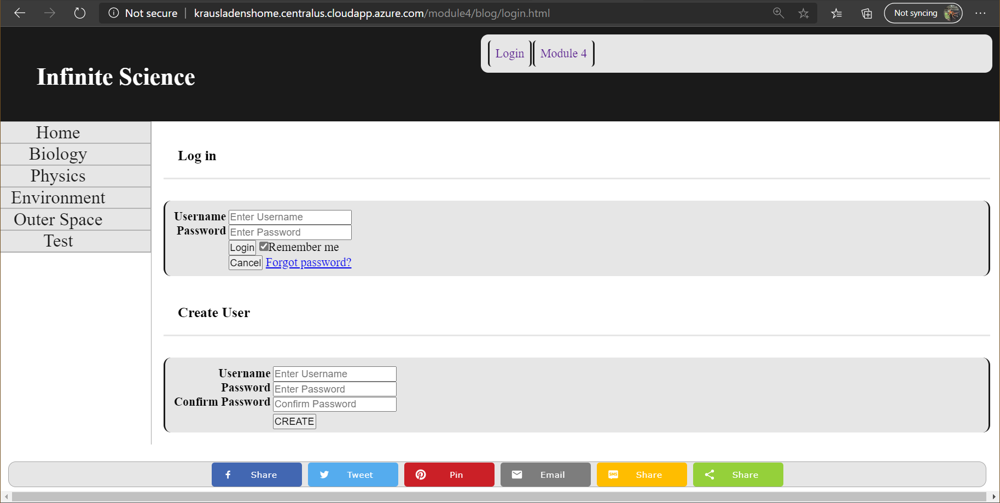 Not secure | krausladenshome.centralus.cloudapp.azure.com/module4/blog/login.html
Not syncing
Login Module 4
Infinite Science
Home
Biology
Physics
Environment
Outer Space
Test
Log in
Username Enter Username
Password Enter Password
Login Remember me
Cancel Forgot password?
Create User
Username Enter Username
Password Enter Password
Confirm Password Confirm Password
CREATE
Share Tweet Pin Email SMS Share Share